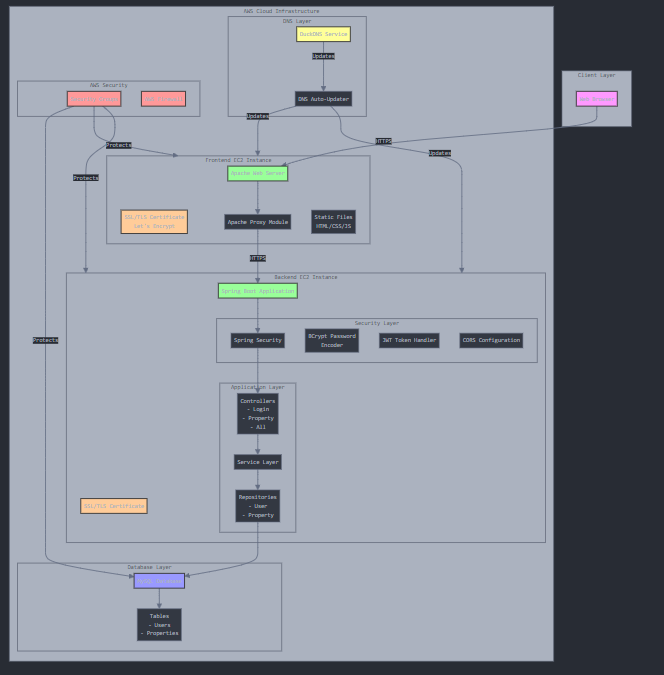 AWS Cloud Infrastructure
DNS Layer
DuckDNS Service
Updates
DNS Auto-Updater
Client Layer
Web Browser
AWS Security
Updates
HTTPS
Protects
Updates
Protects
Frontend EC2 Instance
Apache Web Server
SSL/TLS Certificate
Let's Encrypt
Apache Proxy Module
Static Files
HTML/CSS/JS
HTTPS
Backend EC2 Instance
Spring Boot Application
Security Layer
Protects
Spring Security
BCrypt Password
Encoder
JWT Token Handler
CORS Configuration
Application Layer
Controllers
- Login
- Property
- All
Service Layer
Repositories
- User
- Property
SSL/TLS Certificate
Database Layer
Database
Tables
- Users
- Properties